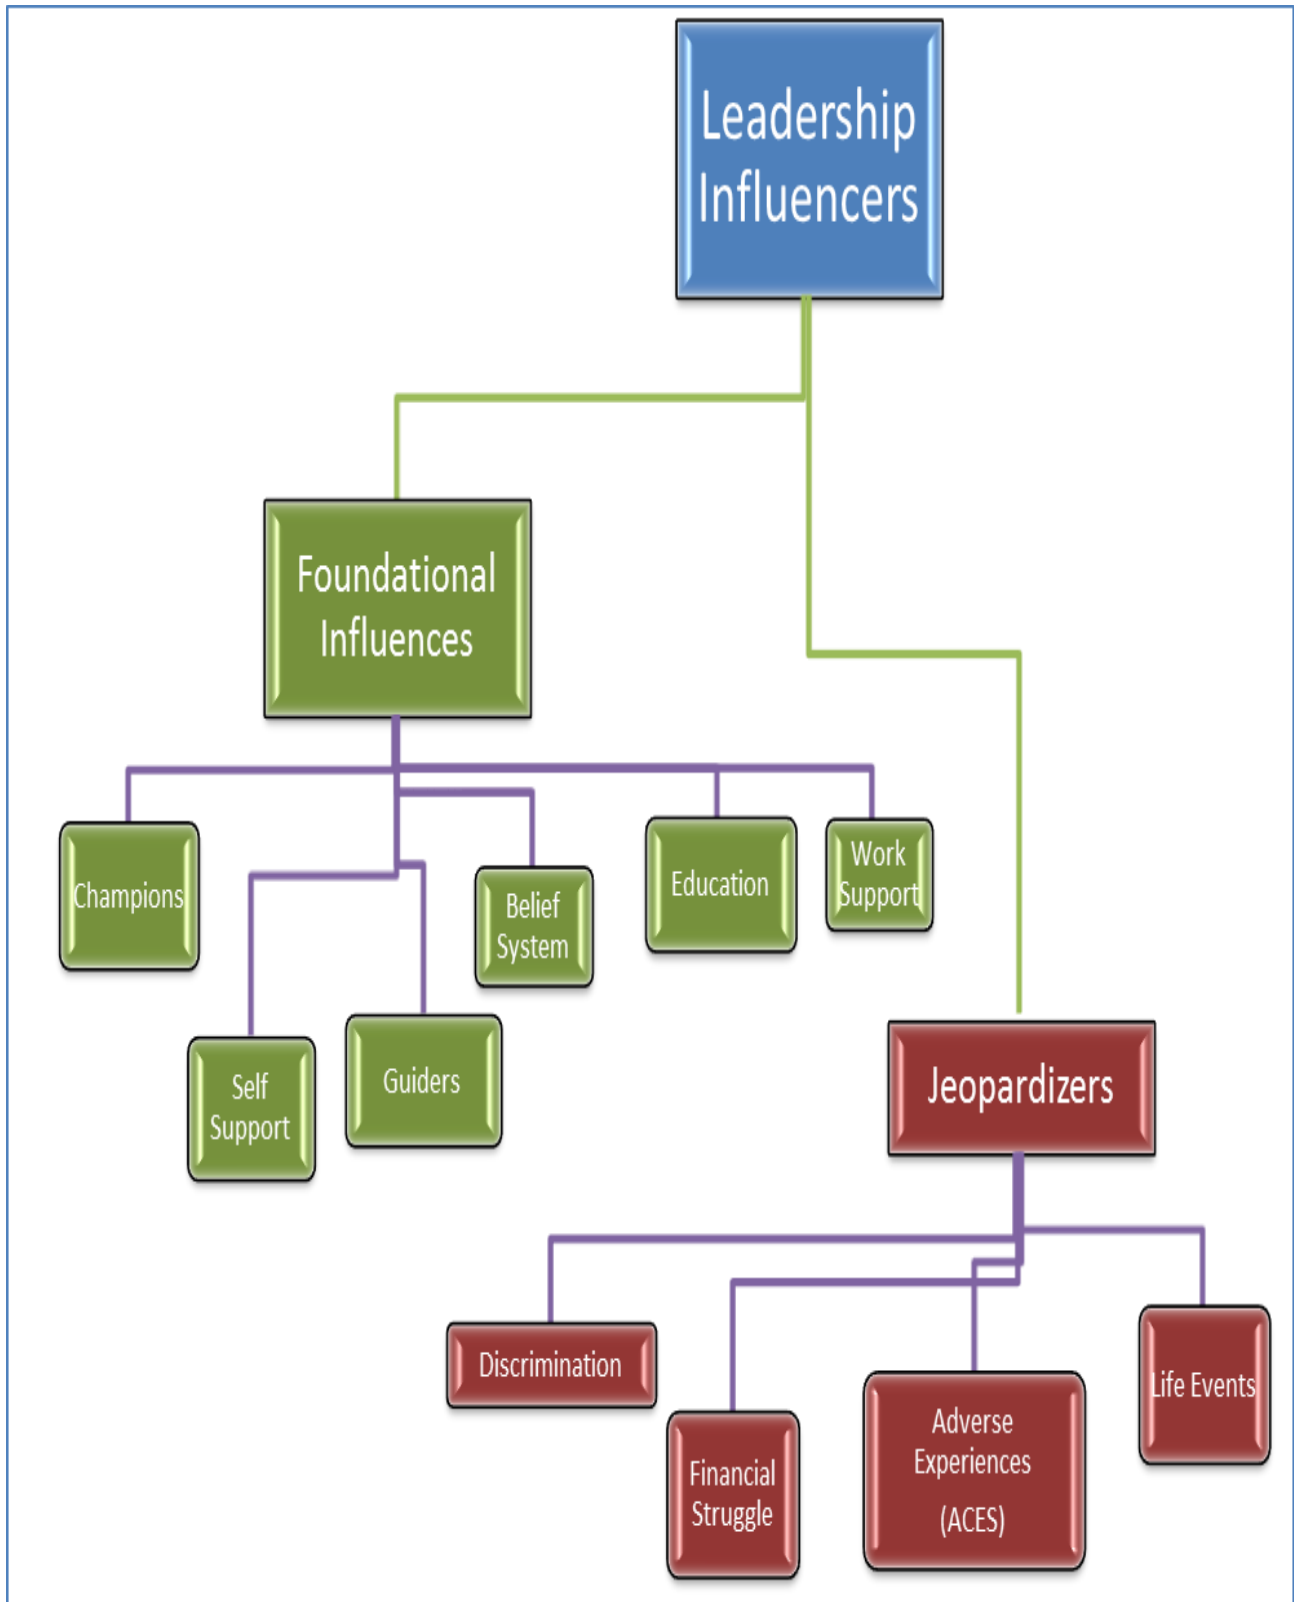 Leadership
Influencers
Foundational
Influences
Champions
Self
Support
Guiders
Belief
System
Education
Work
Support
Jeopardizers
Discrimination
Financial
Struggle
Adverse
Experiences
(ACES)
Life Events